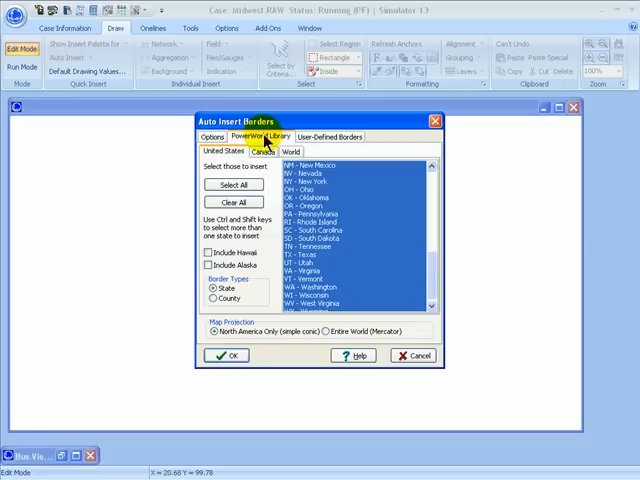 Case: Midwest.RAW Status: Running (PF) | Simulator 13
Case Information Draw Onelines Tools Options Add Ons Window
Edit Mode
Run Mode
Mode
Show Insert Palette for
Auto Insert
Default Drawing Values...
Quick Insert
Network
Aggregation
Background
Field
Pies/Gauges
Individual Insert
Select by Criteria...
Select Region
Rectangle
Inside
Select
Refresh Anchors
Alignment
Grouping
Formatting
Can't Undo
Paste Paste Special
Copy Cut
Clipboard
100%
Zoom
Auto Insert Borders
Options PowerWorld Library User-Defined Borders
United States Canada World
Select those to insert
Select All
Clear All
Use Ctrl and Shift keys
to select more than
one state to insert
Include Hawaii
Include Alaska
Border Types
State
County
NM - New Mexico
NV - Nevada
NY - New York
OH - Ohio
OK - Oklahoma
OR - Oregon
PA - Pennsylvania
RI - Rhode Island
SC - South Carolina
SD - South Dakota
TN - Tennessee
TX - Texas
UT - Utah
VA - Virginia
VT - Vermont
WA - Washington
WI - Wisconsin
WV - West Virginia
WY - Wyoming
Map Projection
North America Only (simple conic) Entire World (Mercator)
OK Help Cancel
Bus Vie...
Edit Mode X = 20.68 Y = 99.78